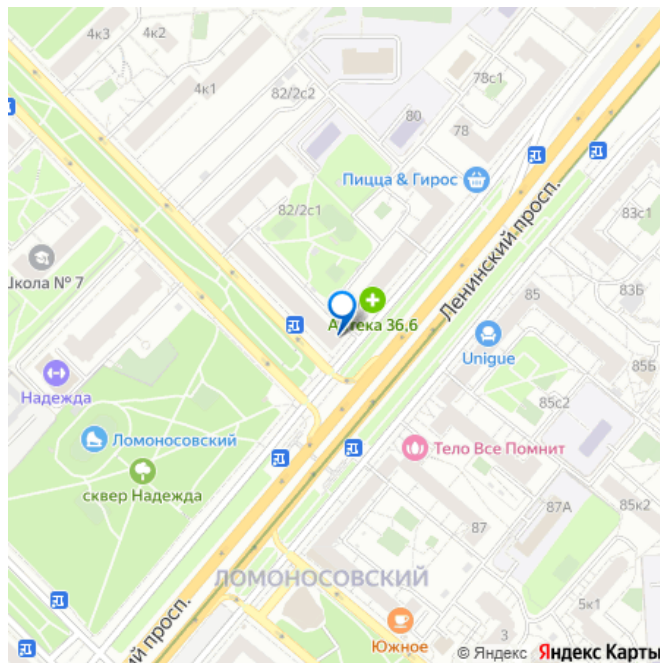 4к3
4к2
4к1
82/2с2
78с1
80
78
Пицца & Гирос
82/2с1
Ленинский просп.
83с1
83Б
85
Школа № 7
Аптека 36,6
Unigue
85Б
Надежда
85с2
Ломоносовский
Тело Все Помнит
сквер Надежда
87А
85к2
87
ЛОМОНОСОВСКИЙ
5к1
ий просп.
Южное
3
© Яндекс Яндекс Карты